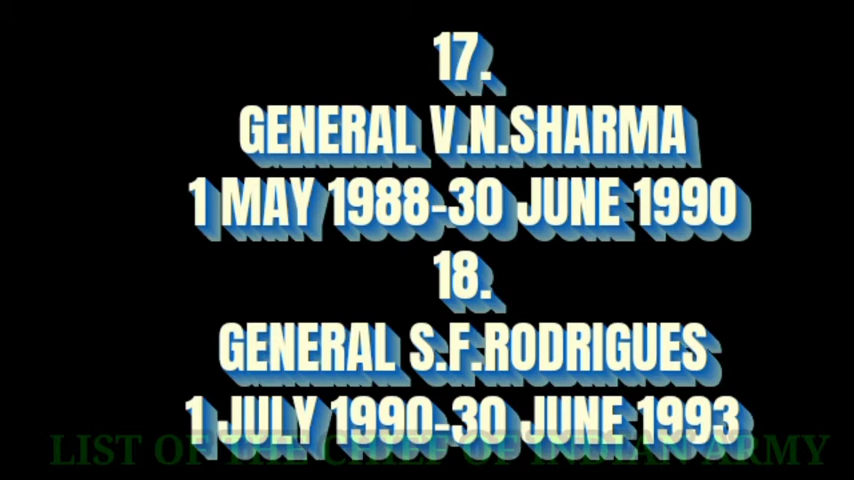 17.
GENERAL V.N.SHARMA
1 MAY 1988-30 JUNE 1990
18.
GENERAL S.F.RODRIGUES
1 JULY 1990-30 JUNE 1993
LIST OF THE CHIEF OF INDIAN ARMY